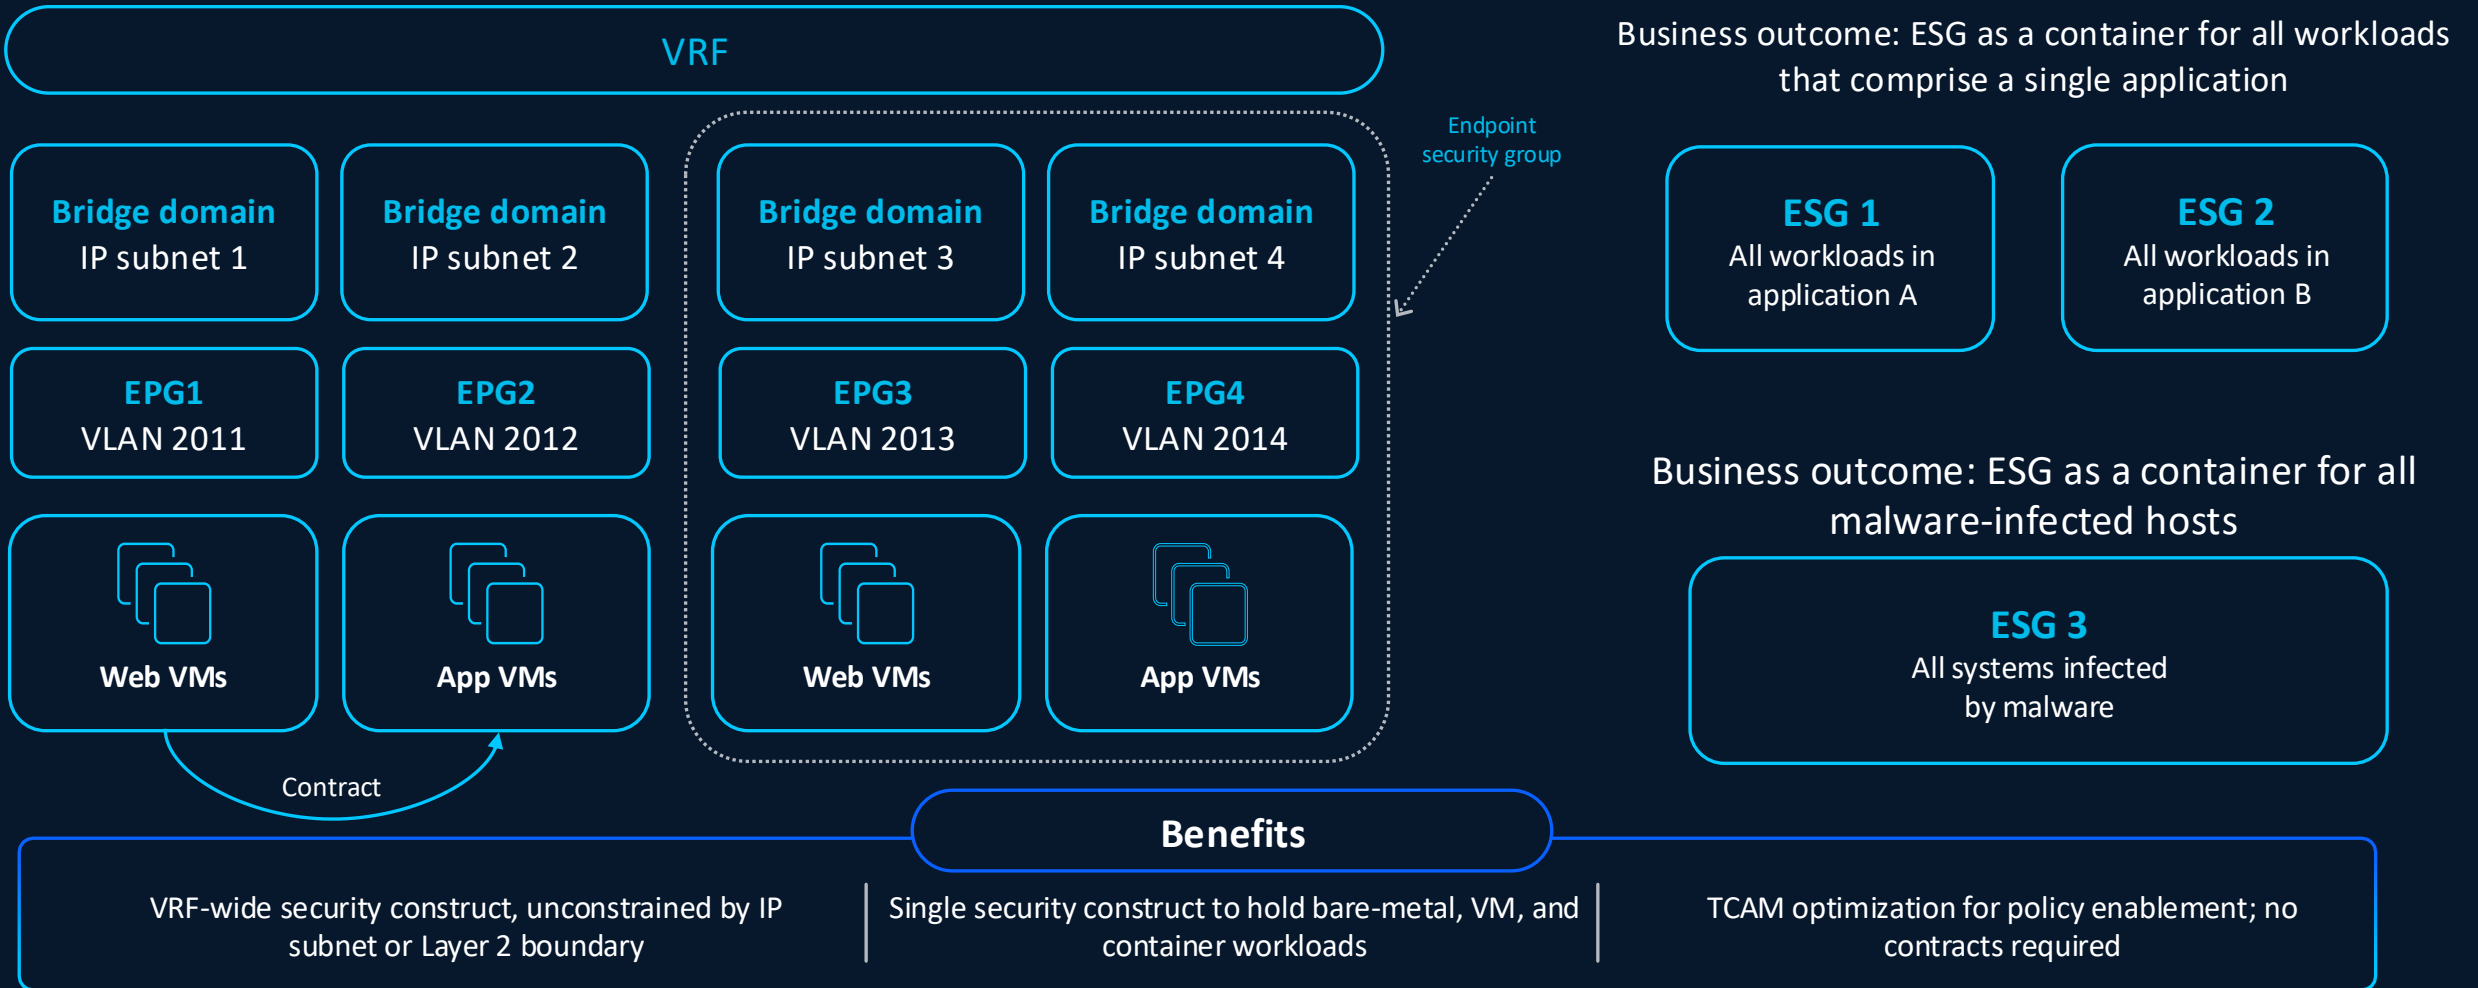 VRF
Bridge domain
IP subnet 1
Bridge domain
IP subnet 2
Bridge domain
IP subnet 3
Bridge domain
IP subnet 4
EPG1
VLAN 2011
EPG2
VLAN 2012
EPG3
VLAN 2013
EPG4
VLAN 2014
Web VMs
App VMs
Web VMs
App VMs
Contract
Endpoint
security group
Business outcome: ESG as a container for all workloads
that comprise a single application
ESG 1
All workloads in
application A
ESG 2
All workloads in
application B
Business outcome: ESG as a container for all
malware-infected hosts
ESG 3
All systems infected
by malware
Benefits
VRF-wide security construct, unconstrained by IP
subnet or Layer 2 boundary
Single security construct to hold bare-metal, VM, and
container workloads
TCAM optimization for policy enablement; no
contracts required